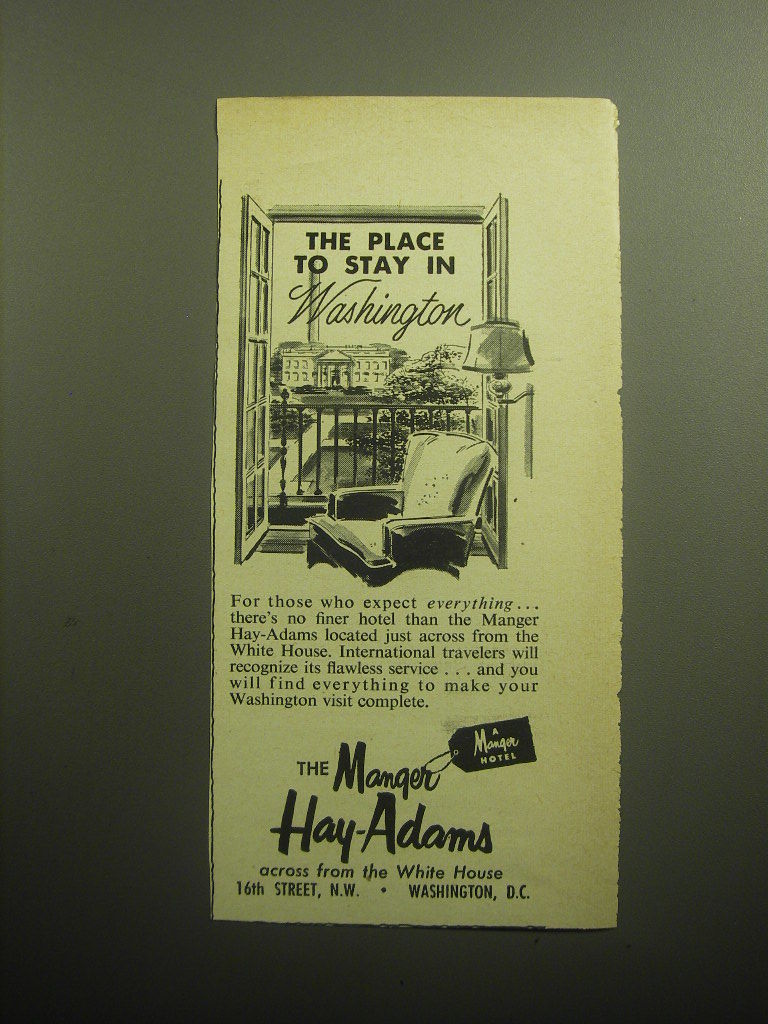 THE PLACE
TO STAY IN
Washington
For those who expect everything...
there's no finer hotel than the Manger
Hay-Adams located just across from the
White House. International travelers will
recognize its flawless service . . . and you
will find everything to make your
Washington visit complete.
A
Manger
HOTEL
THE Manger
Hay-Adams
across from the White House
16th STREET, N.W. • WASHINGTON, D.C.